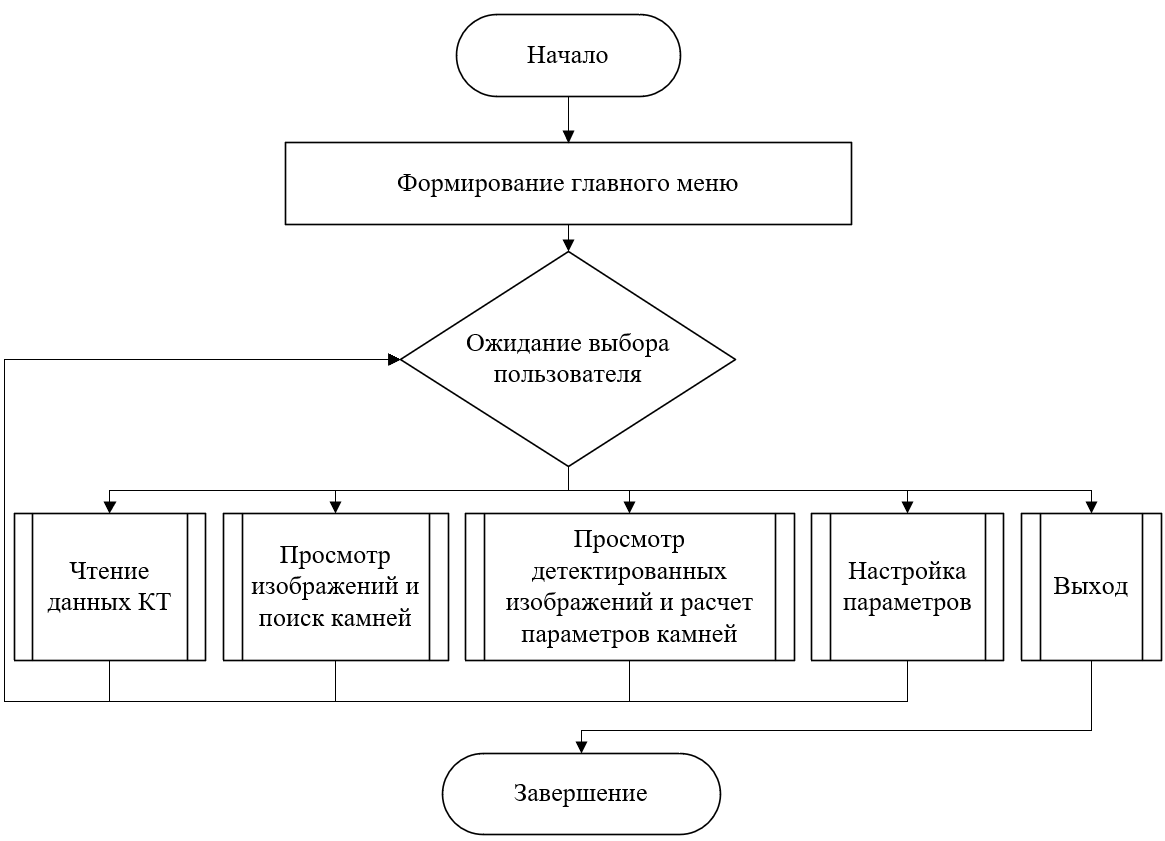 Начало
Формирование главного меню
Ожидание выбора
пользователя
Чтение
данных КТ
Просмотр
изображений и
поиск камней
Просмотр
детектированных
изображений и расчет
параметров камней
Настройка
параметров
Выход
Завершение